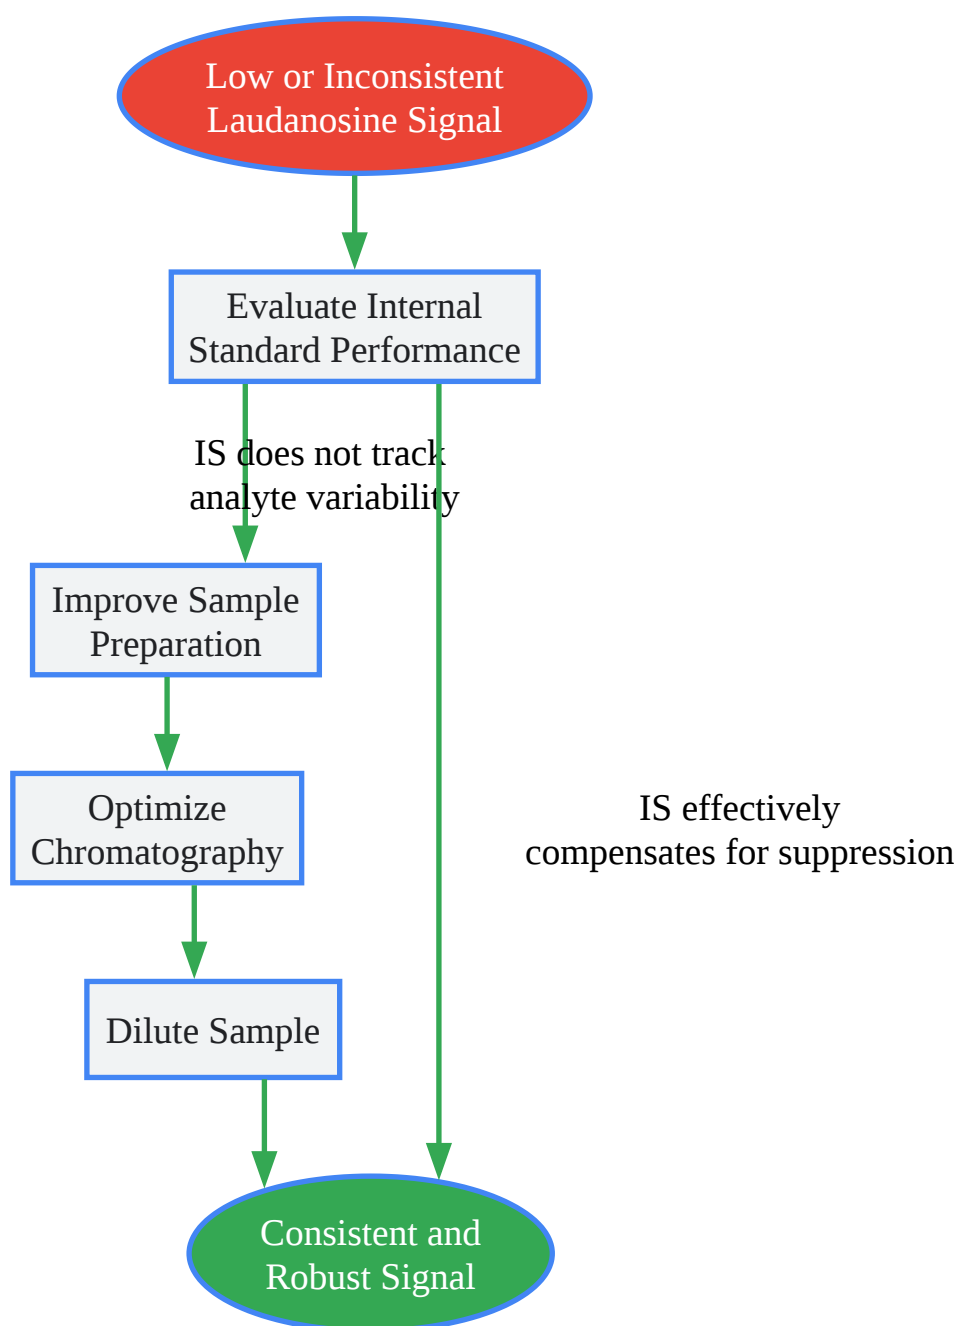 Low or Inconsistent
Laudanosine Signal
Evaluate Internal
Standard Performance
IS does not track
analyte variability
Improve Sample
Preparation
Optimize
Chromatography
IS effectively
compensates for suppression
Dilute Sample
Consistent and
Robust Signal